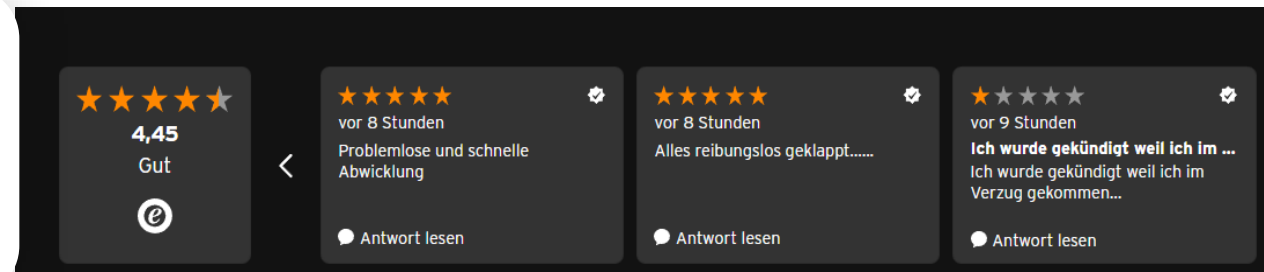 4,45
Gut
e
vor 8 Stunden
Problemlose und schnelle
Abwicklung
Antwort lesen
vor 8 Stunden
Alles reibungslos geklappt......
Antwort lesen
vor 9 Stunden
Ich wurde gekündigt weil ich im ...
Ich wurde gekündigt weil ich im
Verzug gekommen...
Antwort lesen